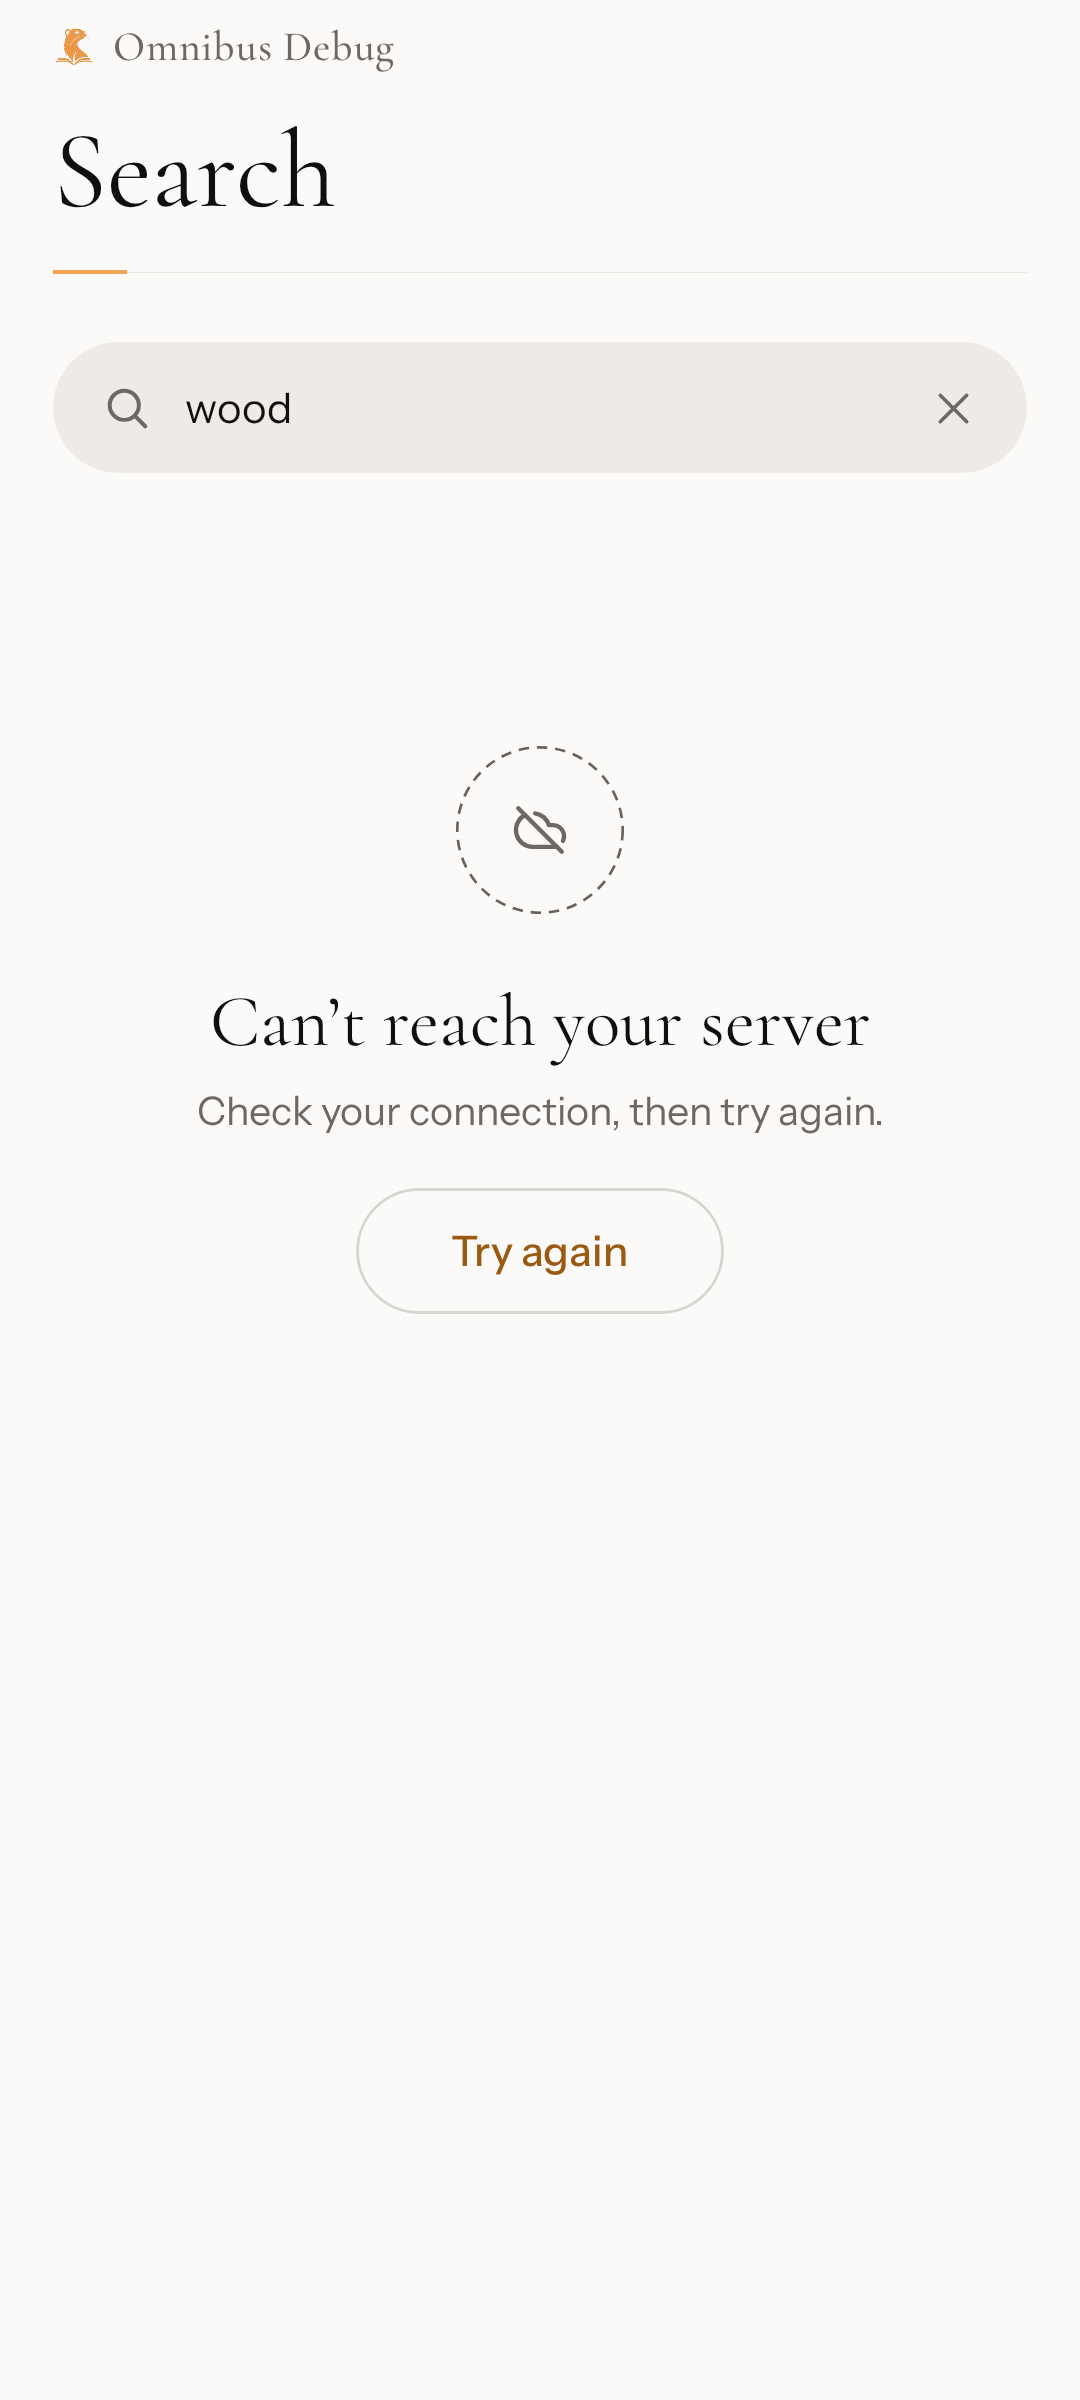 Omnibus Debug
Search
wood
Can’t reach your server
Check your connection, then try again.
Try again